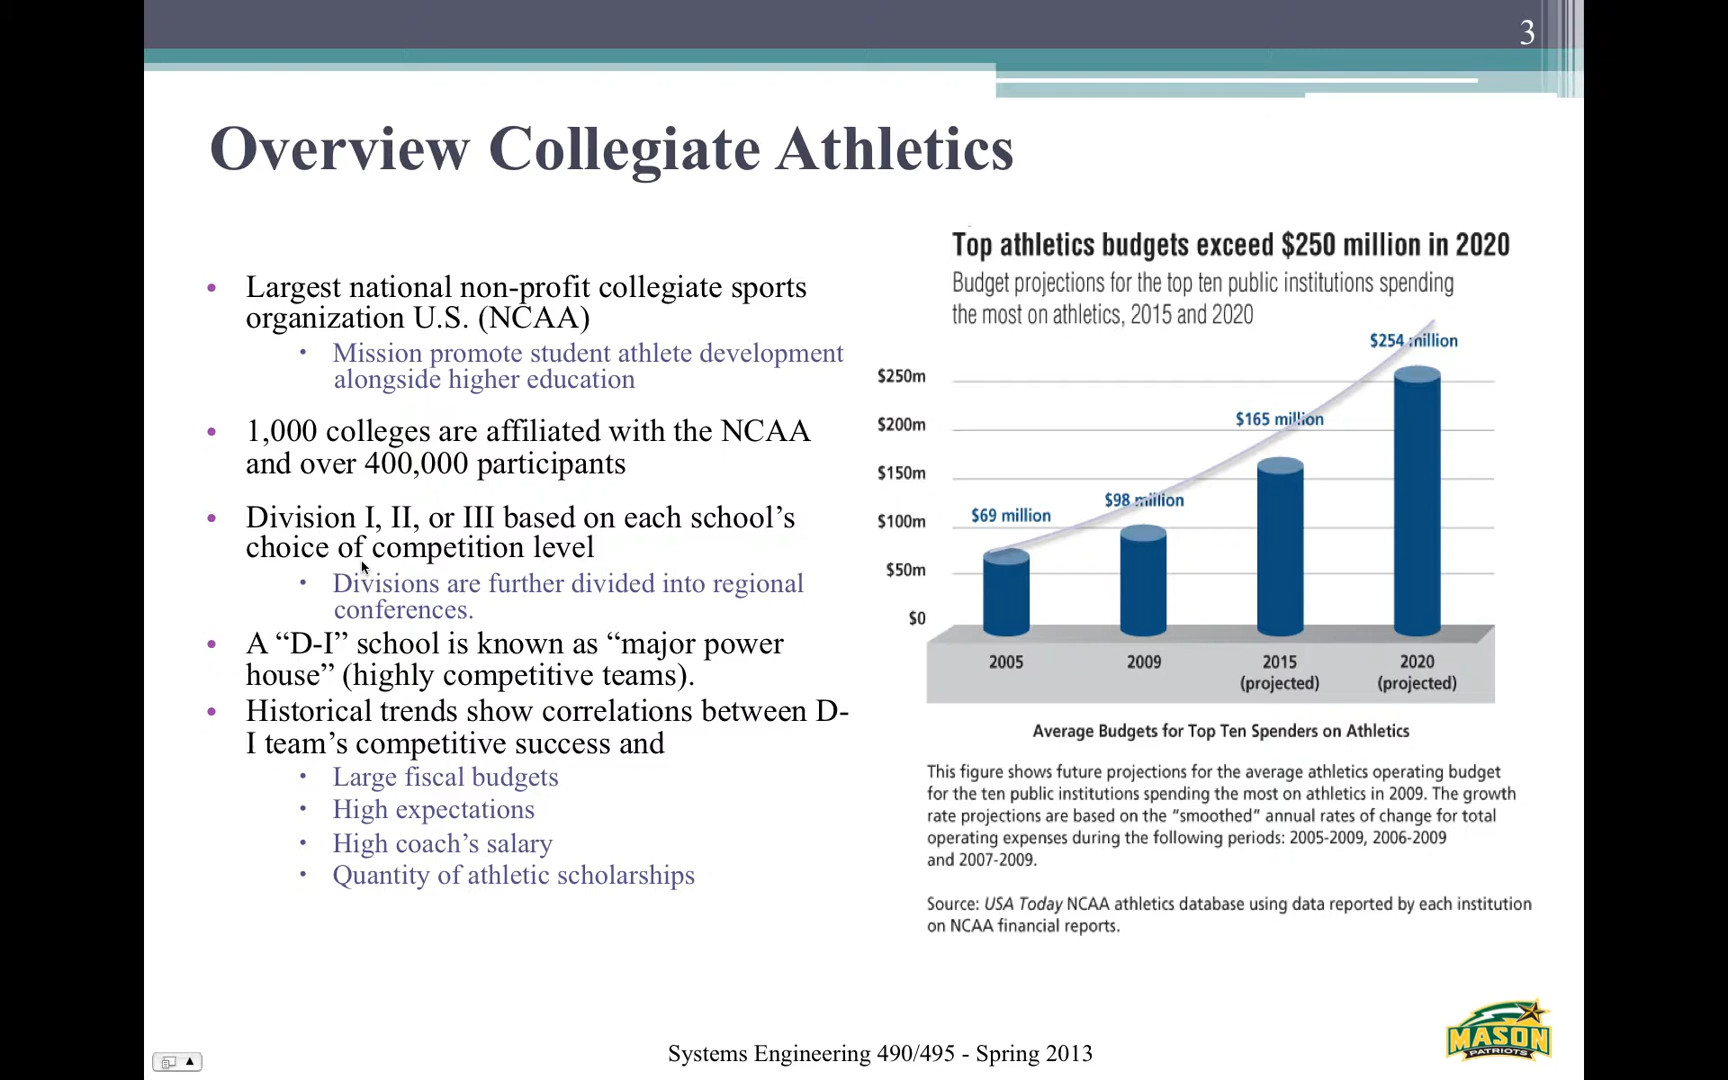 3
Overview Collegiate Athletics
• Largest national non-profit collegiate sports
organization U.S. (NCAA)
• Mission promote student athlete development
alongside higher education
• 1,000 colleges are affiliated with the NCAA
and over 400,000 participants
• Division I, II, or III based on each school’s
choice of competition level
• Divisions are further divided into regional
conferences.
• A “D-I” school is known as “major power
house” (highly competitive teams).
• Historical trends show correlations between D-
I team’s competitive success and
• Large fiscal budgets
• High expectations
• High coach’s salary
• Quantity of athletic scholarships
Top athletics budgets exceed $250 million in 2020
Budget projections for the top ten public institutions spending
the most on athletics, 2015 and 2020
$254 million
$250m
$165 million
$200m
$150m
$98 million
$69 million
$100m
$50m
$0
2005 2009 2015 2020
(projected) (projected)
Average Budgets for Top Ten Spenders on Athletics
This figure shows future projections for the average athletics operating budget
for the ten public institutions spending the most on athletics in 2009. The growth
rate projections are based on the “smoothed” annual rates of change for total
operating expenses during the following periods: 2005-2009, 2006-2009
and 2007-2009.
Source: USA Today NCAA athletics database using data reported by each institution
on NCAA financial reports.
MASON
PATRIOTS
Systems Engineering 490/495 - Spring 2013